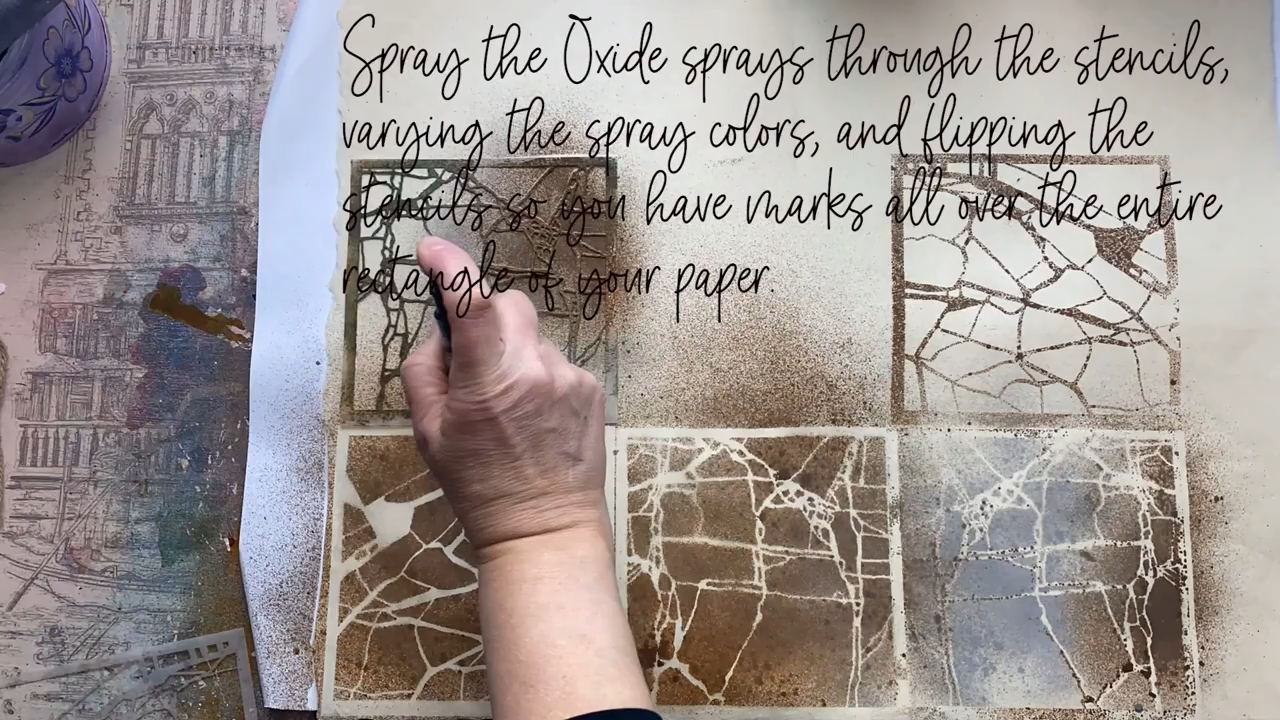 Spray the Oxide sprays through the stencils,
varying the spray colors, and flipping the
stencils so you have marks all over the entire
rectangle of your paper.